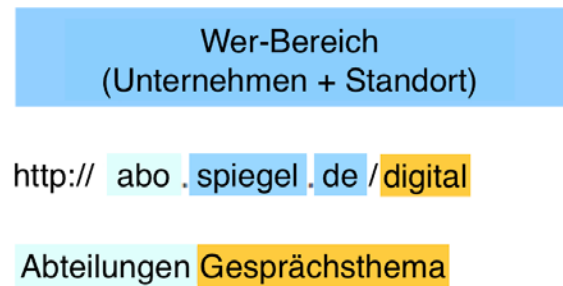 Wer-Bereich
(Unternehmen + Standort)
http:// abo.spiegel.de/digital
Abteilungen Gesprächsthema